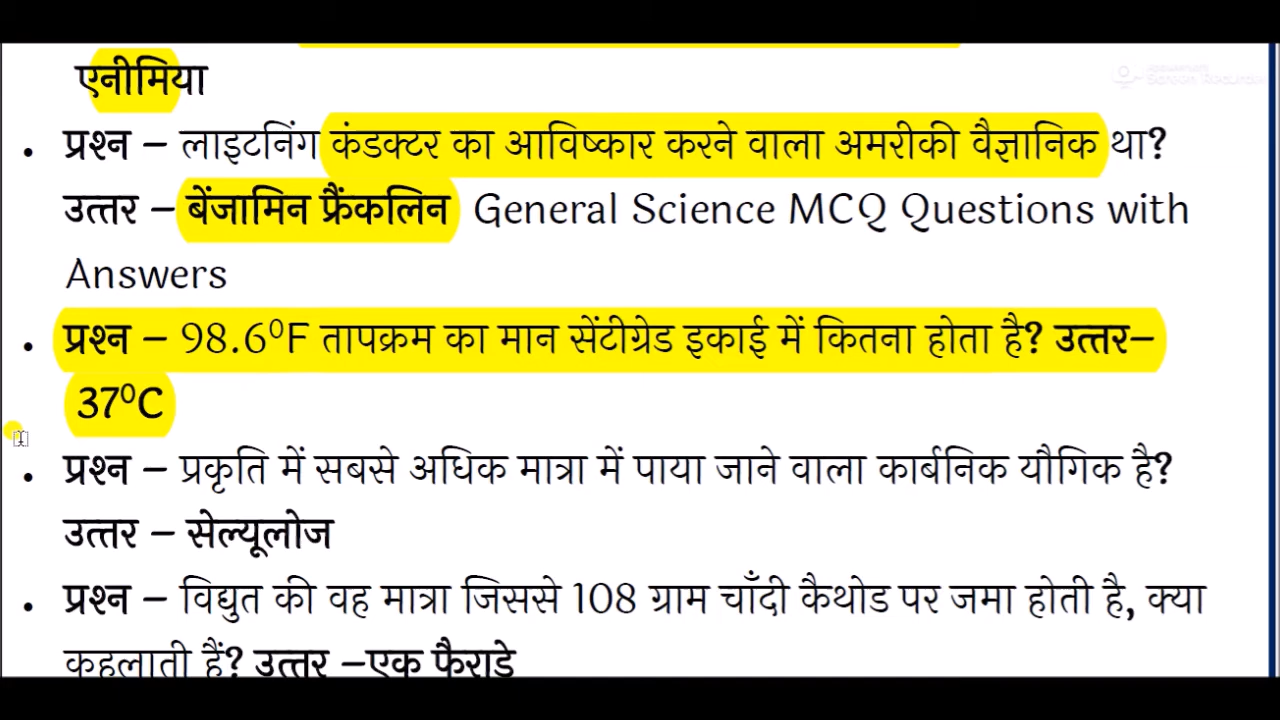 एनीमिया
प्रश्न – लाइटनिंग कंडक्टर का आविष्कार करने वाला अमरीकी वैज्ञानिक था?
उत्तर – बेंजामिन फ्रैंकलिन General Science MCQ Questions with
Answers
प्रश्न – 98.6⁰F तापक्रम का मान सेंटीग्रेड इकाई में कितना होता है? उत्तर–
37⁰C
प्रश्न – प्रकृति में सबसे अधिक मात्रा में पाया जाने वाला कार्बनिक यौगिक है?
उत्तर – सेल्यूलोज
प्रश्न – विद्युत की वह मात्रा जिससे 108 ग्राम चाँदी कैथोड पर जमा होती है, क्या
कहलाती हैं? उत्तर –एक फैराडे